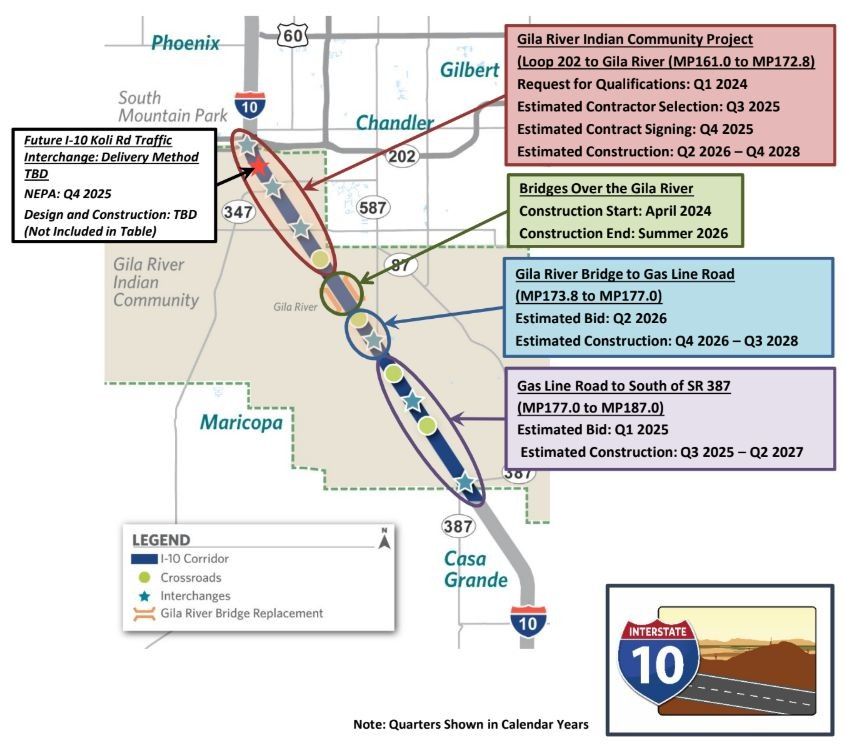 Phoenix
60
Gilbert
South
Mountain Park
10
Chandler
202
347
587
87
Gila River
Indian
Community
Gila River
Maricopa
387
387
Casa
Grande
10
Future I-10 Koli Rd Traffic
Interchange: Delivery Method
TBD
NEPA: Q4 2025
Design and Construction: TBD
(Not Included in Table)
Gila River Indian Community Project
(Loop 202 to Gila River (MP161.0 to MP172.8)
Request for Qualifications: Q1 2024
Estimated Contractor Selection: Q3 2025
Estimated Contract Signing: Q4 2025
Estimated Construction: Q2 2026 – Q4 2028
Bridges Over the Gila River
Construction Start: April 2024
Construction End: Summer 2026
Gila River Bridge to Gas Line Road
(MP173.8 to MP177.0)
Estimated Bid: Q2 2026
Estimated Construction: Q4 2026 – Q3 2028
Gas Line Road to South of SR 387
(MP177.0 to MP187.0)
Estimated Bid: Q1 2025
Estimated Construction: Q3 2025 – Q2 2027
LEGEND
N
I-10 Corridor
Crossroads
Interchanges
Gila River Bridge Replacement
INTERSTATE
10
Note: Quarters Shown in Calendar Years